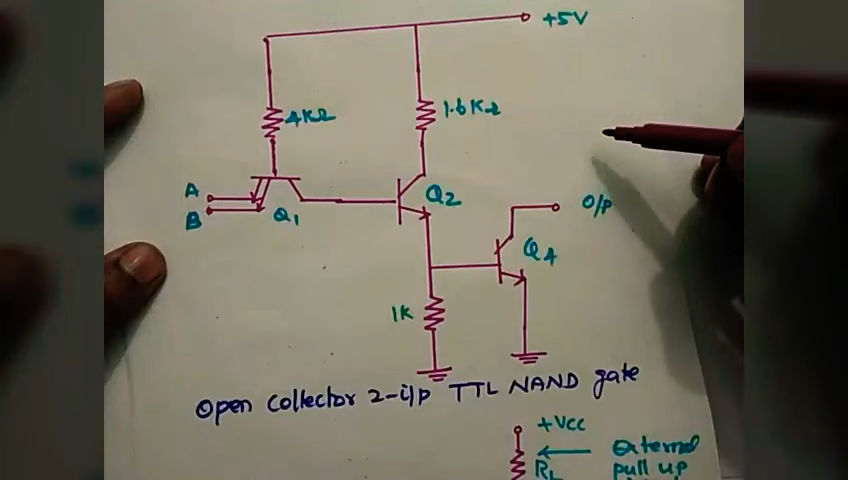 +5V
4KΩ
1.6KΩ
A
B
Q1
Q2
O/P
Q4
1K
Open collector 2-i/p TTL NAND gate
+Vcc
RL
External
pull up